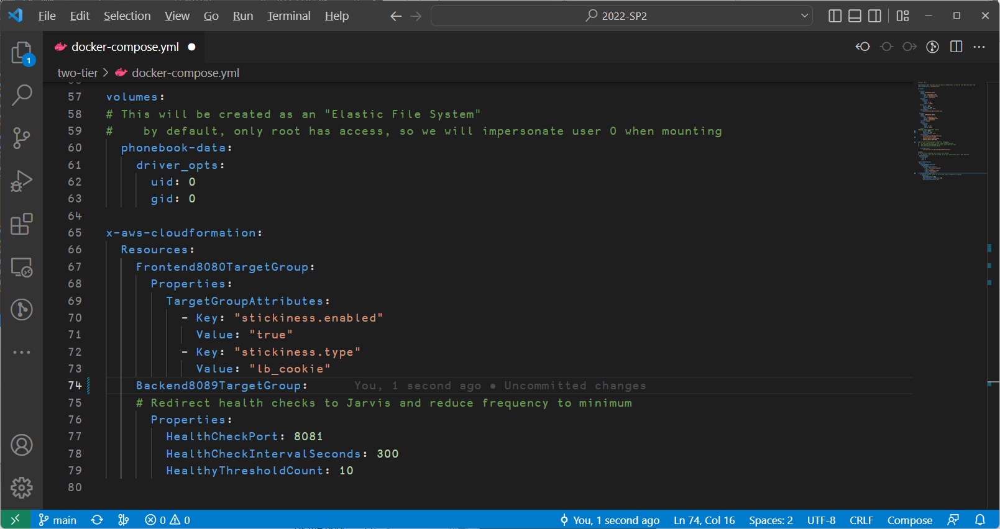 File Edit Selection View Go Run Terminal Help 2022-SP2
docker-compose.yml
1
two-tier > docker-compose.yml
57 volumes:
58 # This will be created as an "Elastic File System"
59 #    by default, only root has access, so we will impersonate user 0 when mounting
60   phonebook-data:
61     driver_opts:
62       uid: 0
63       gid: 0
64
65 x-aws-cloudformation:
66   Resources:
67     Frontend8080TargetGroup:
68       Properties:
69         TargetGroupAttributes:
70           - Key: "stickiness.enabled"
71             Value: "true"
72           - Key: "stickiness.type"
73             Value: "lb_cookie"
74     Backend8089TargetGroup:      You, 1 second ago • Uncommitted changes
75     # Redirect health checks to Jarvis and reduce frequency to minimum
76       Properties:
77         HealthCheckPort: 8081
78         HealthCheckIntervalSeconds: 300
79         HealthyThresholdCount: 10
80
main 0 0 You, 1 second ago Ln 74, Col 16 Spaces: 2 UTF-8 CRLF Compose